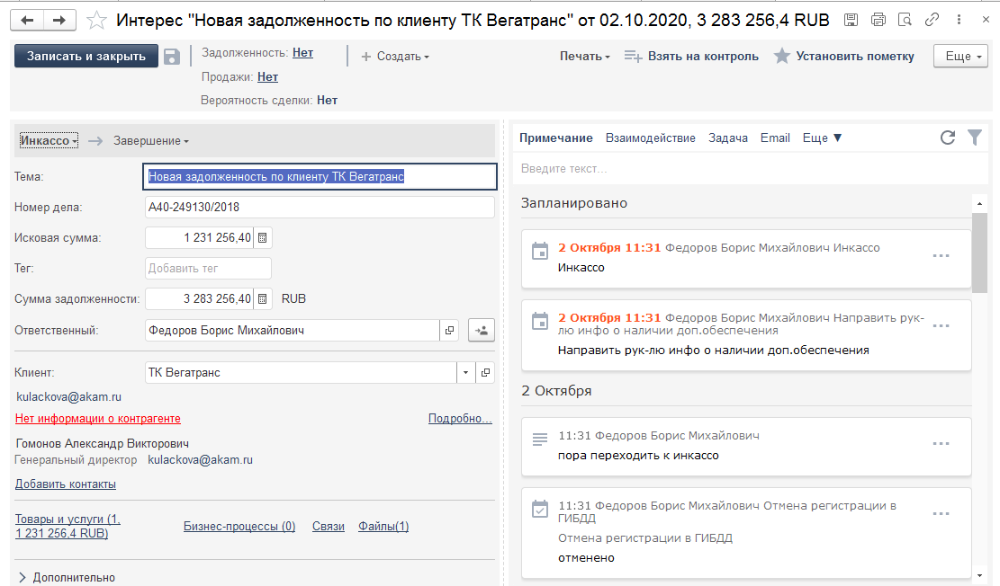 Интерес "Новая задолженность по клиенту ТК Вегатранс" от 02.10.2020, 3 283 256,4 RUB
Записать и закрыть
Задолженность: Нет
Продажи: Нет
Вероятность сделки: Нет
Создать
Печать
Взять на контроль
Установить пометку
Еще
Инкассо
Завершение
Тема: Новая задолженность по клиенту ТК Вегатранс
Номер дела: А40-249130/2018
Исковая сумма: 1 231 256,40
Тег: Добавить тег
Сумма задолженности: 3 283 256,40 RUB
Ответственный: Федоров Борис Михайлович
Клиент: ТК Вегатранс
kulackova@akam.ru
Нет информации о контрагенте
Подробно...
Гомонов Александр Викторович
Генеральный директор kulackova@akam.ru
Добавить контакты
Товары и услуги (1,
1 231 256,4 RUB)
Бизнес-процессы (0)
Связи
Файлы(1)
Дополнительно
Примечание
Взаимодействие
Задача
Email
Еще
Введите текст...
Запланировано
2 Октября 11:31 Федоров Борис Михайлович Инкассо
Инкассо
2 Октября 11:31 Федоров Борис Михайлович Направить рук-
лю инфо о наличии доп.обеспечения
Направить рук-лю инфо о наличии доп.обеспечения
2 Октября
11:31 Федоров Борис Михайлович
пора переходить к инкассо
11:31 Федоров Борис Михайлович Отмена регистрации в
ГИБДД
Отмена регистрации в ГИБДД
отменено